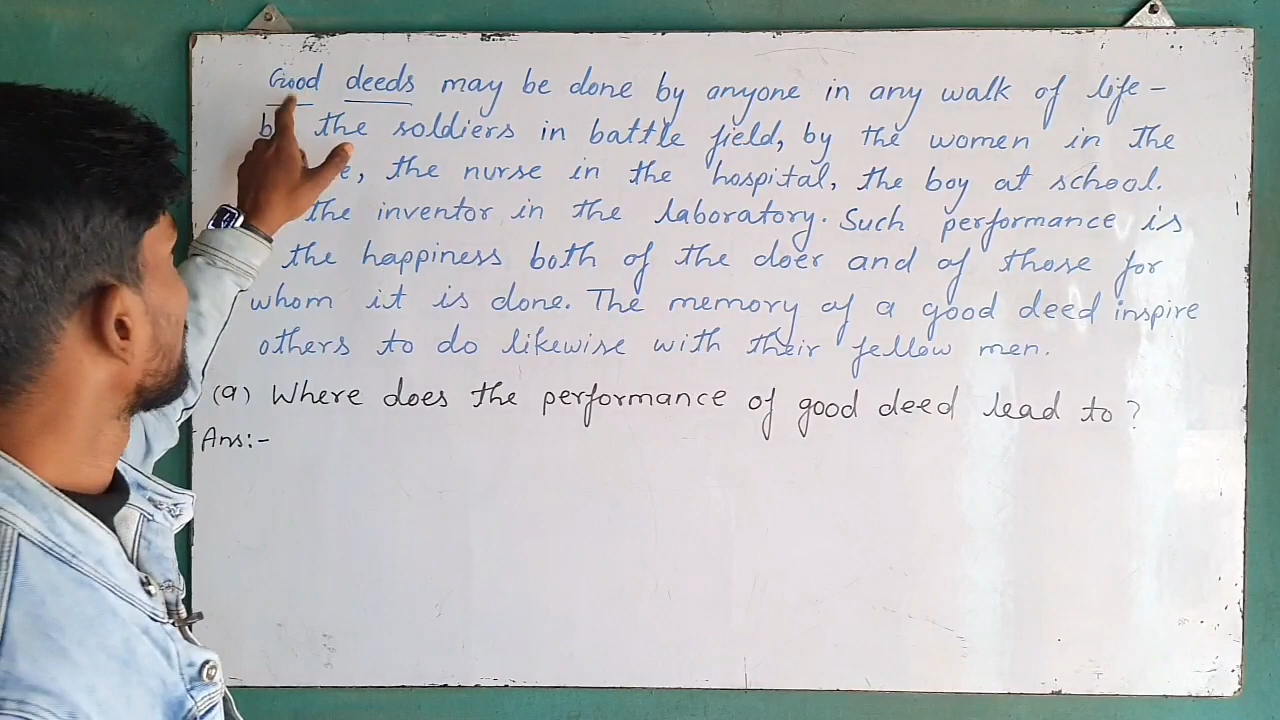 Good deeds may be done by anyone in any walk of life -
the soldiers in battle field, by the women in the
the nurse in the hospital, the boy at school.
the inventor in the laboratory. Such performance is
the happiness both of the doer and of those for
whom it is done. The memory of a good deed inspire
others to do likewise with their fellow men.
(a) Where does the performance of good deed lead to?
Ans:-